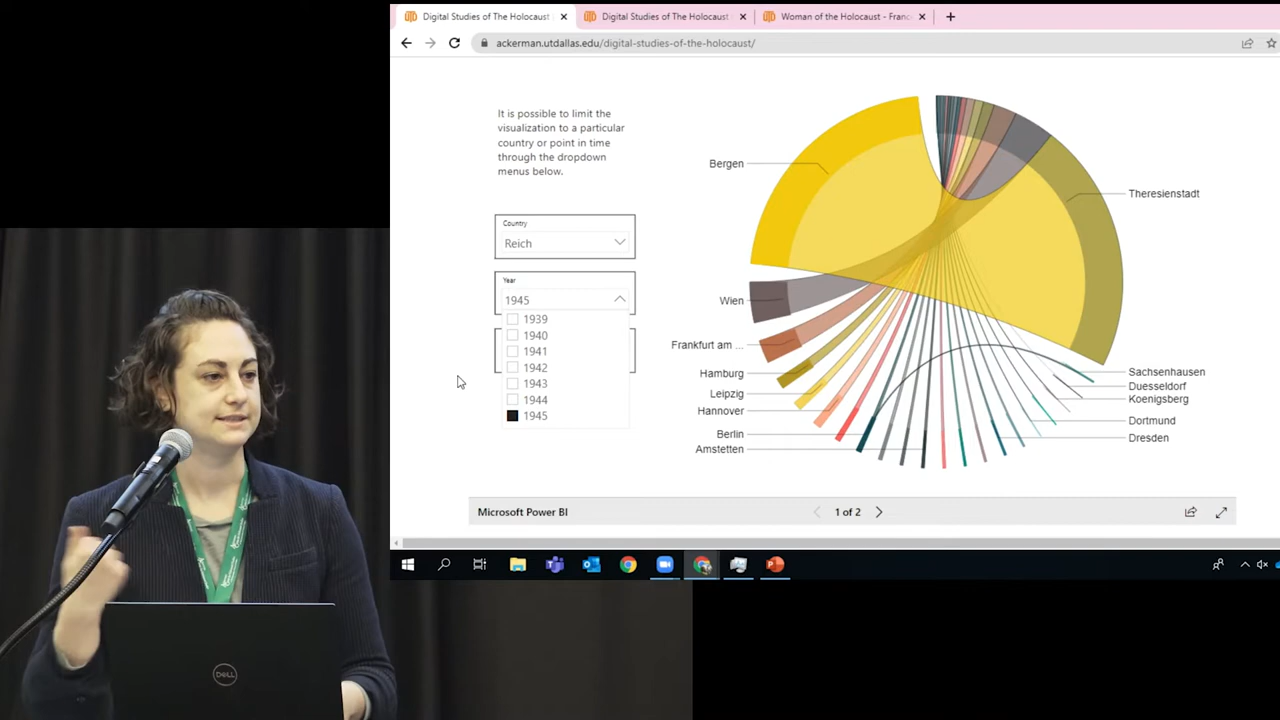 Digital Studies of The Holocaust
Digital Studies of The Holocaust
Woman of the Holocaust - France
ackerman.utdallas.edu/digital-studies-of-the-holocaust/
It is possible to limit the
visualization to a particular
country or point in time
through the dropdown
menus below.
Country
Reich
Year
1945
1939
1940
1941
1942
1943
1944
1945
Bergen
Theresienstadt
Wien
Frankfurt am ...
Hamburg
Leipzig
Hannover
Berlin
Amstetten
Sachsenhausen
Duesseldorf
Koenigsberg
Dortmund
Dresden
Microsoft Power BI
1 of 2
DELL